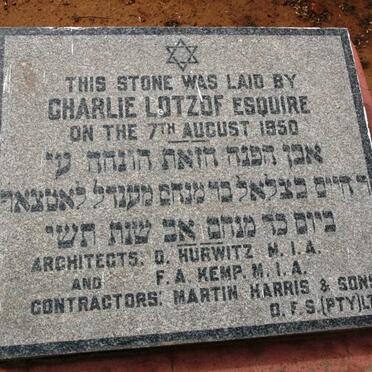 THIS STONE WAS LAID BY
CHARLIE LOTZOF ESQUIRE
ON THE 7TH AUGUST 1950
אבן הפנה הזאת הונחה ע״י
ר חיים בצלאל בר מנחם מענדל לאטצאף
ביום כד מנחם אב שנת תשי
ARCHITECTS: O. HURWITZ M.I.A.
AND F.A. KEMP. M.I.A.
CONTRACTORS: MARTIN HARRIS & SONS
O.F.S.(PTY)LT